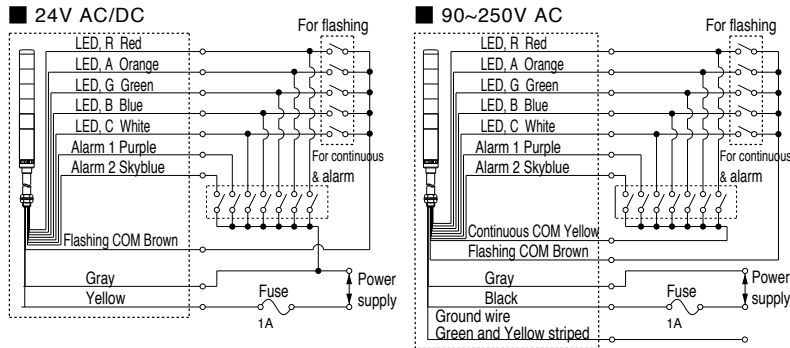 24V AC/DC
For flashing
LED, R Red
LED, A Orange
LED, G Green
LED, B Blue
LED, C White
Alarm 1 Purple
Alarm 2 Skyblue
For continuous
& alarm
Flashing COM Brown
Gray
Yellow
Fuse
1A
Power
supply
90~250V AC
For flashing
LED, R Red
LED, A Orange
LED, G Green
LED, B Blue
LED, C White
Alarm 1 Purple
Alarm 2 Skyblue
For continuous
& alarm
Continuous COM Yellow
Flashing COM Brown
Gray
Black
Fuse
1A
Power
supply
Ground wire
Green and Yellow striped